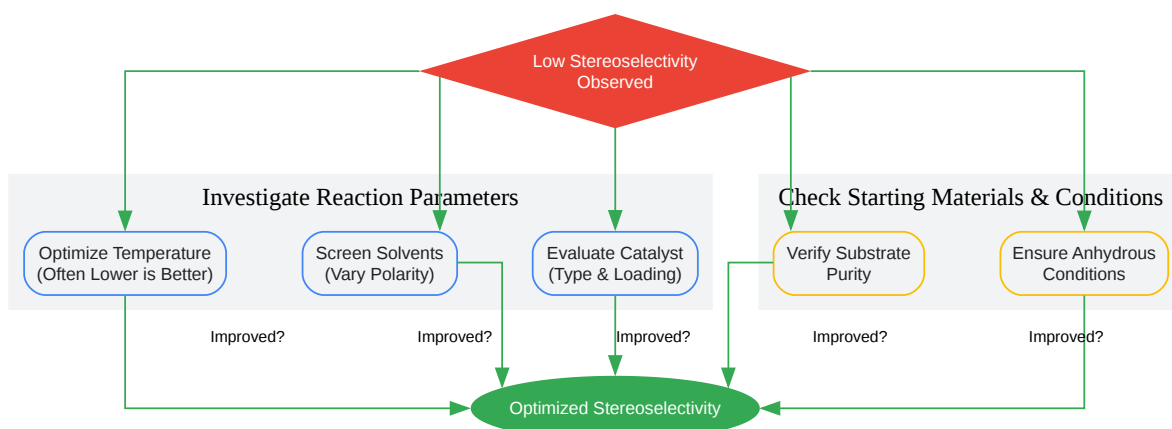 Low Stereoselectivity
Observed
Investigate Reaction Parameters
Check Starting Materials & Conditions
Optimize Temperature
(Often Lower is Better)
Screen Solvents
(Vary Polarity)
Evaluate Catalyst
(Type & Loading)
Verify Substrate
Purity
Ensure Anhydrous
Conditions
Improved?
Improved?
Improved?
Improved?
Improved?
Optimized Stereoselectivity